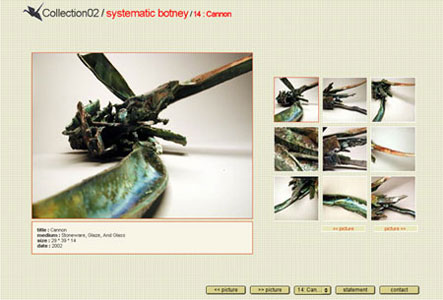 Collection02 / systematic botney / 14 : Cannon
title : Cannon
medium : Stoneware, Glaze, And Glass
size : 29 * 39 * 14
date : 2002
<< picture picture <<
<< picture >> picture 14: Can... statement contact